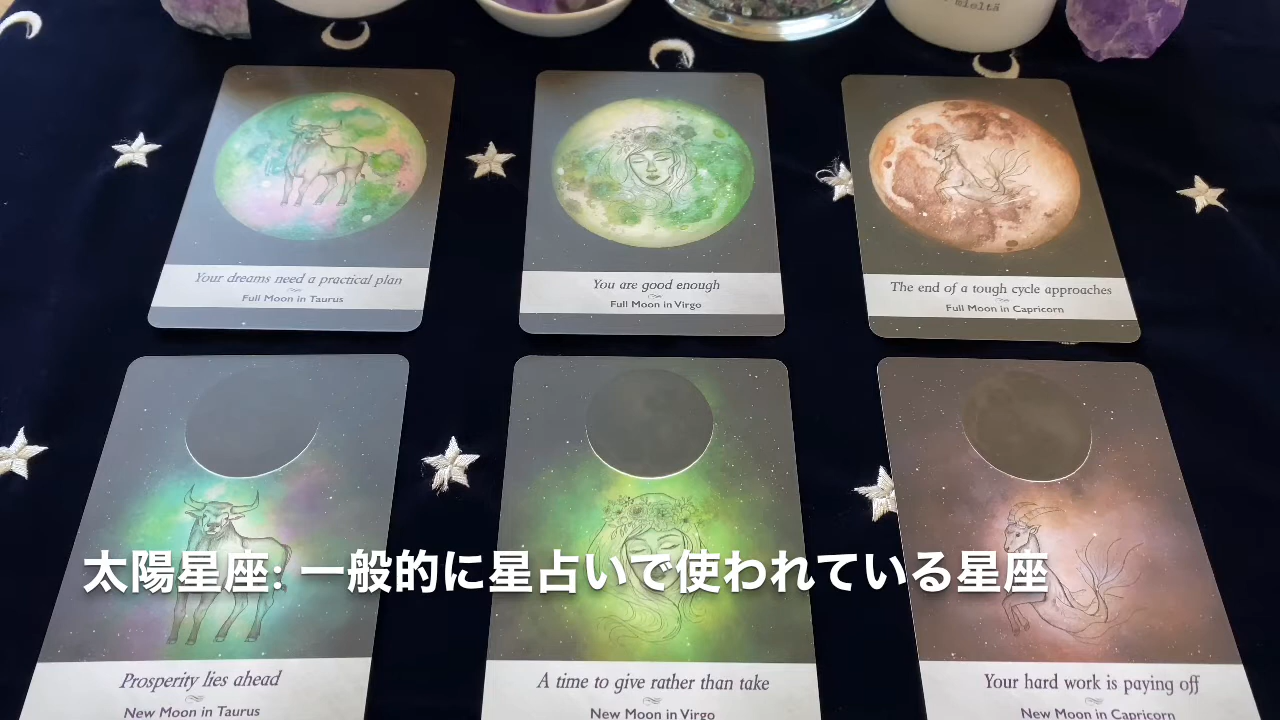 Your dreams need a practical plan
Full Moon in Taurus
You are good enough
Full Moon in Virgo
The end of a tough cycle approaches
Full Moon in Capricorn
太陽星座: 一般的に星占いで使われている星座
Prosperity lies ahead
New Moon in Taurus
A time to give rather than take
New Moon in Virgo
Your hard work is paying off
New Moon in Capricorn